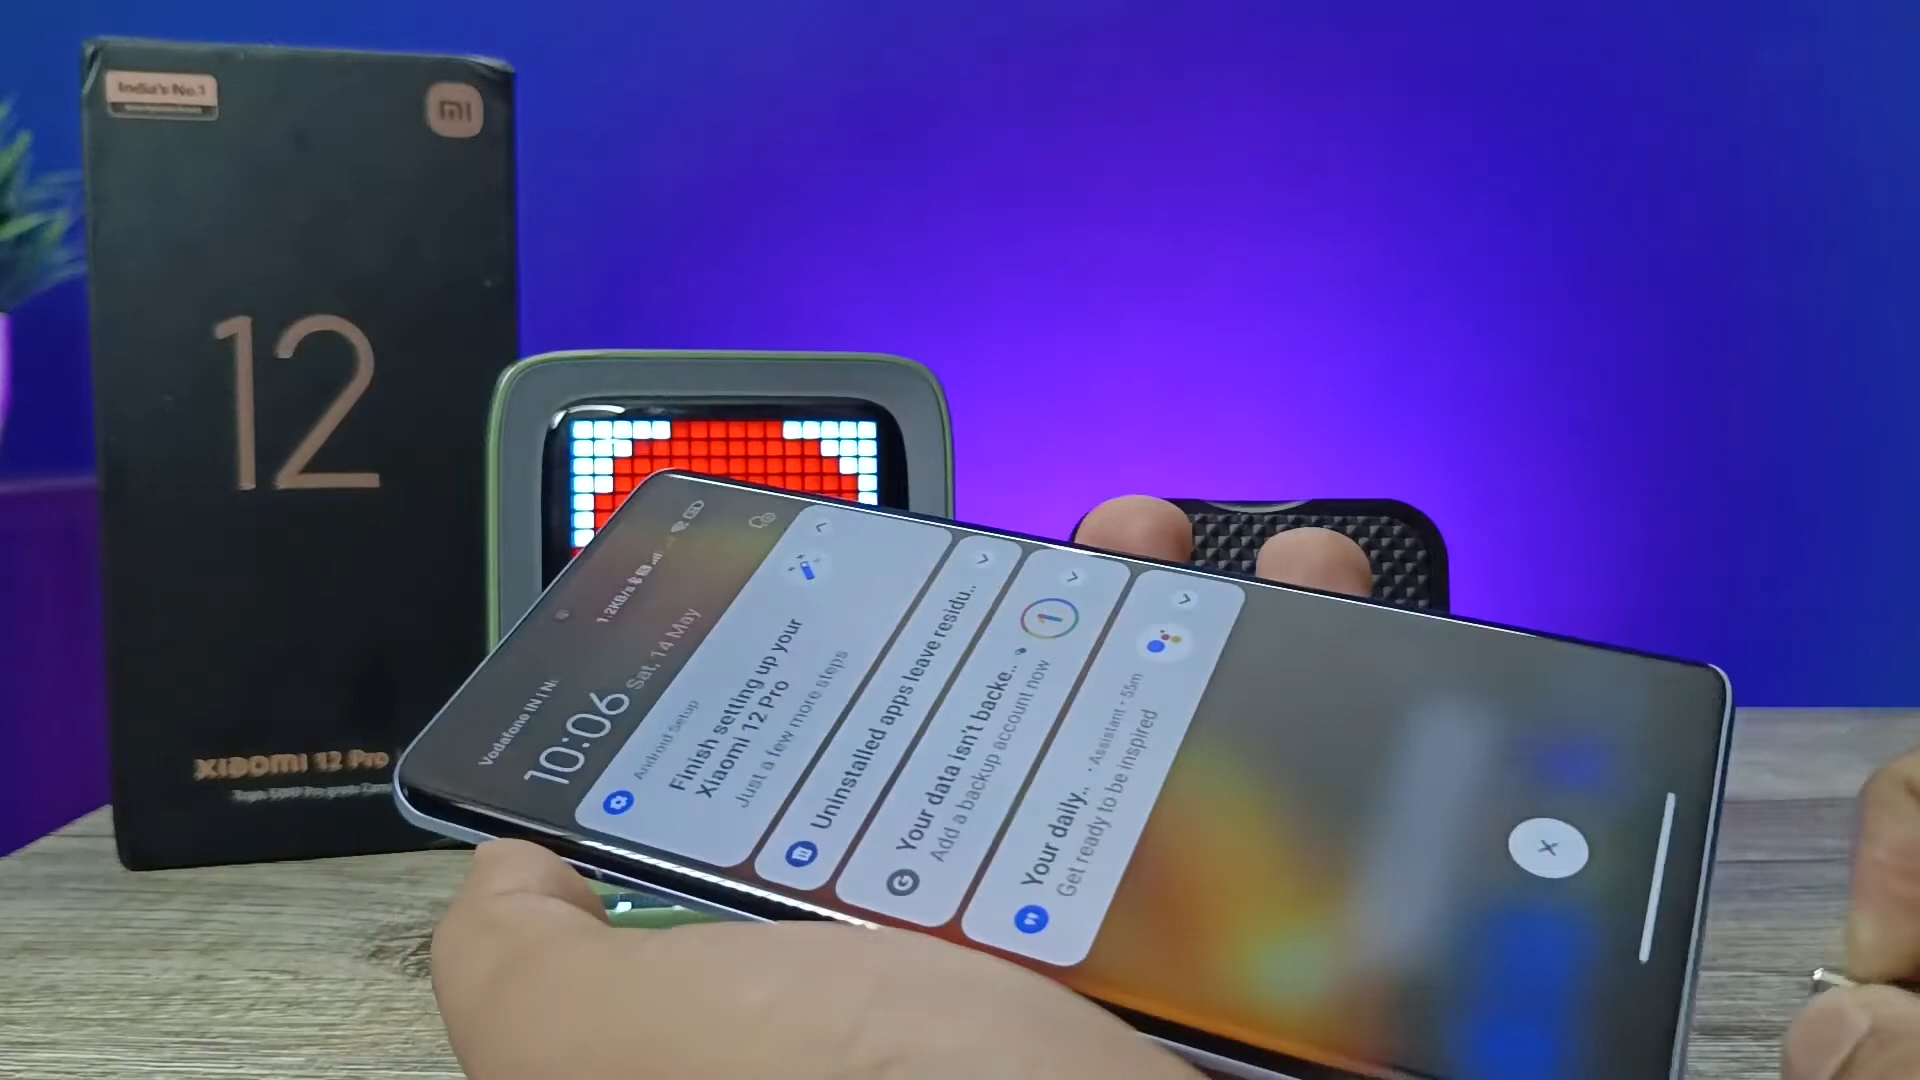 India's No.1
mi
12
Xiaomi 12 Pro
Vodafone IN
1.2KB/s
10:06 Sat, 14 May
Android Setup
Finish setting up your
Xiaomi 12 Pro
Just a few more steps
Uninstalled apps leave residu..
Your data isn't backe..
Add a backup account now
Your daily.. • Assistant • 55m
Get ready to be inspired